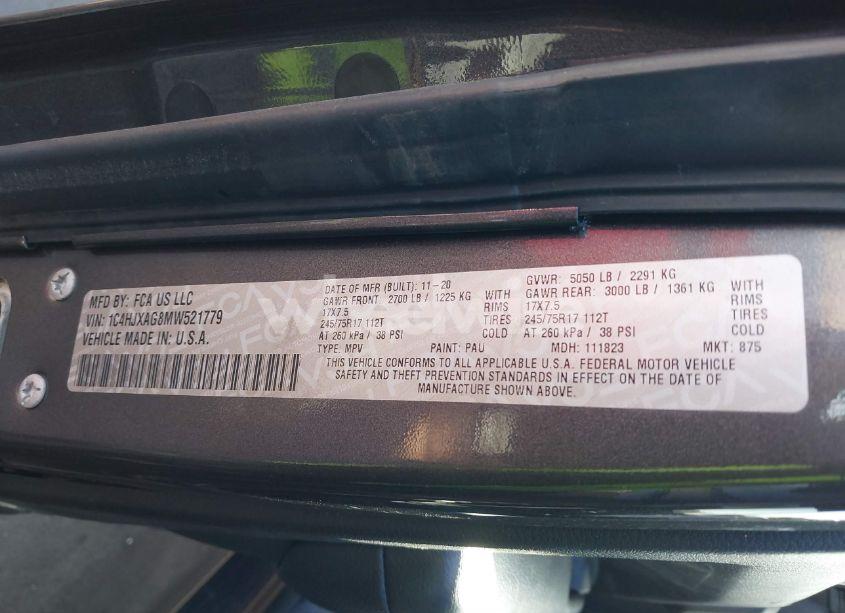 MFD BY: FCA US LLC
VIN: 1C4HJXAG8MW521779
VEHICLE MADE IN: U.S.A.
DATE OF MFR (BUILT): 11-20
GAWR FRONT: 2700 LB / 1225 KG WITH
17X7.5 RIMS
245/75R17 112T TIRES
AT 260 kPa / 38 PSI COLD
GVWR: 5050 LB / 2291 KG
GAWR REAR: 3000 LB / 1361 KG WITH
17X7.5 RIMS
245/75R17 112T TIRES
AT 260 kPa / 38 PSI COLD
TYPE: MPV PAINT: PAU MDH: 111823 MKT: 875
THIS VEHICLE CONFORMS TO ALL APPLICABLE U.S.A. FEDERAL MOTOR VEHICLE
SAFETY AND THEFT PREVENTION STANDARDS IN EFFECT ON THE DATE OF
MANUFACTURE SHOWN ABOVE.